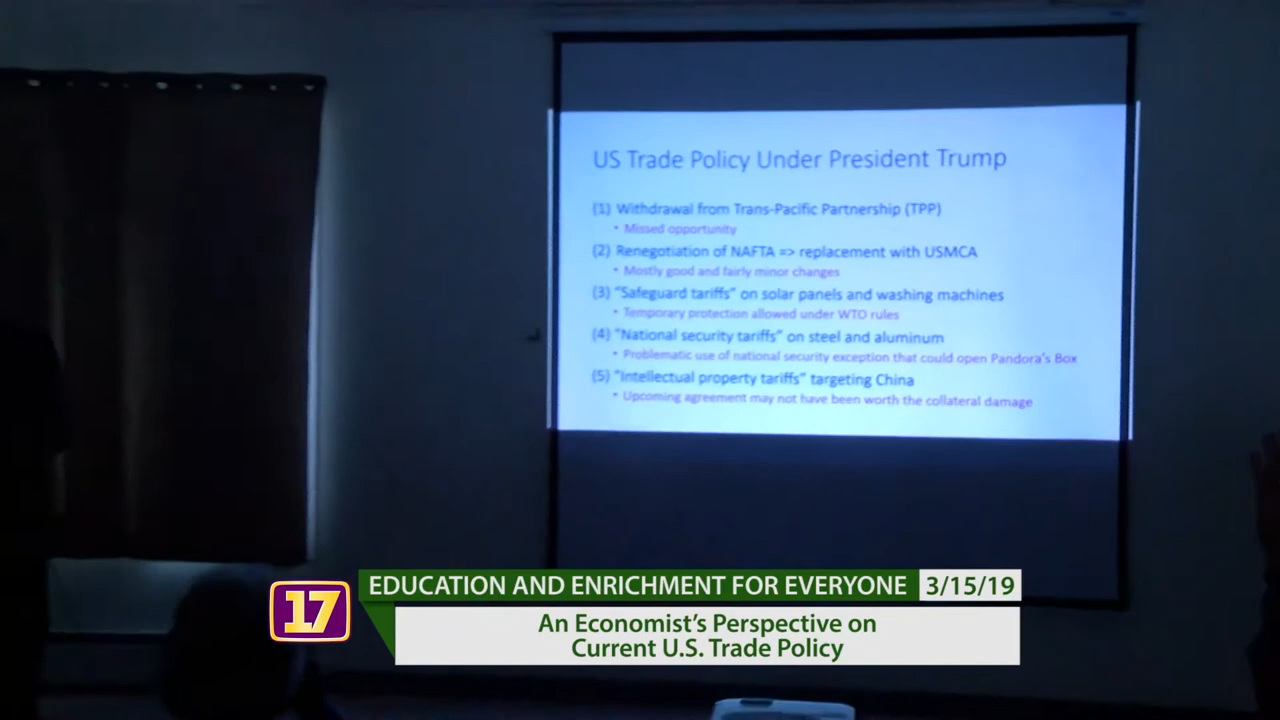 US Trade Policy Under President Trump
(1) Withdrawal from Trans-Pacific Partnership (TPP)
• Missed opportunity
(2) Renegotiation of NAFTA => replacement with USMCA
• Mostly good and fairly minor changes
(3) "Safeguard tariffs" on solar panels and washing machines
• Temporary protection allowed under WTO rules
(4) "National security tariffs" on steel and aluminum
• Problematic use of national security exception that could open Pandora's Box
(5) "Intellectual property tariffs" targeting China
• Upcoming agreement may not have been worth the collateral damage
17
EDUCATION AND ENRICHMENT FOR EVERYONE 3/15/19
An Economist's Perspective on
Current U.S. Trade Policy